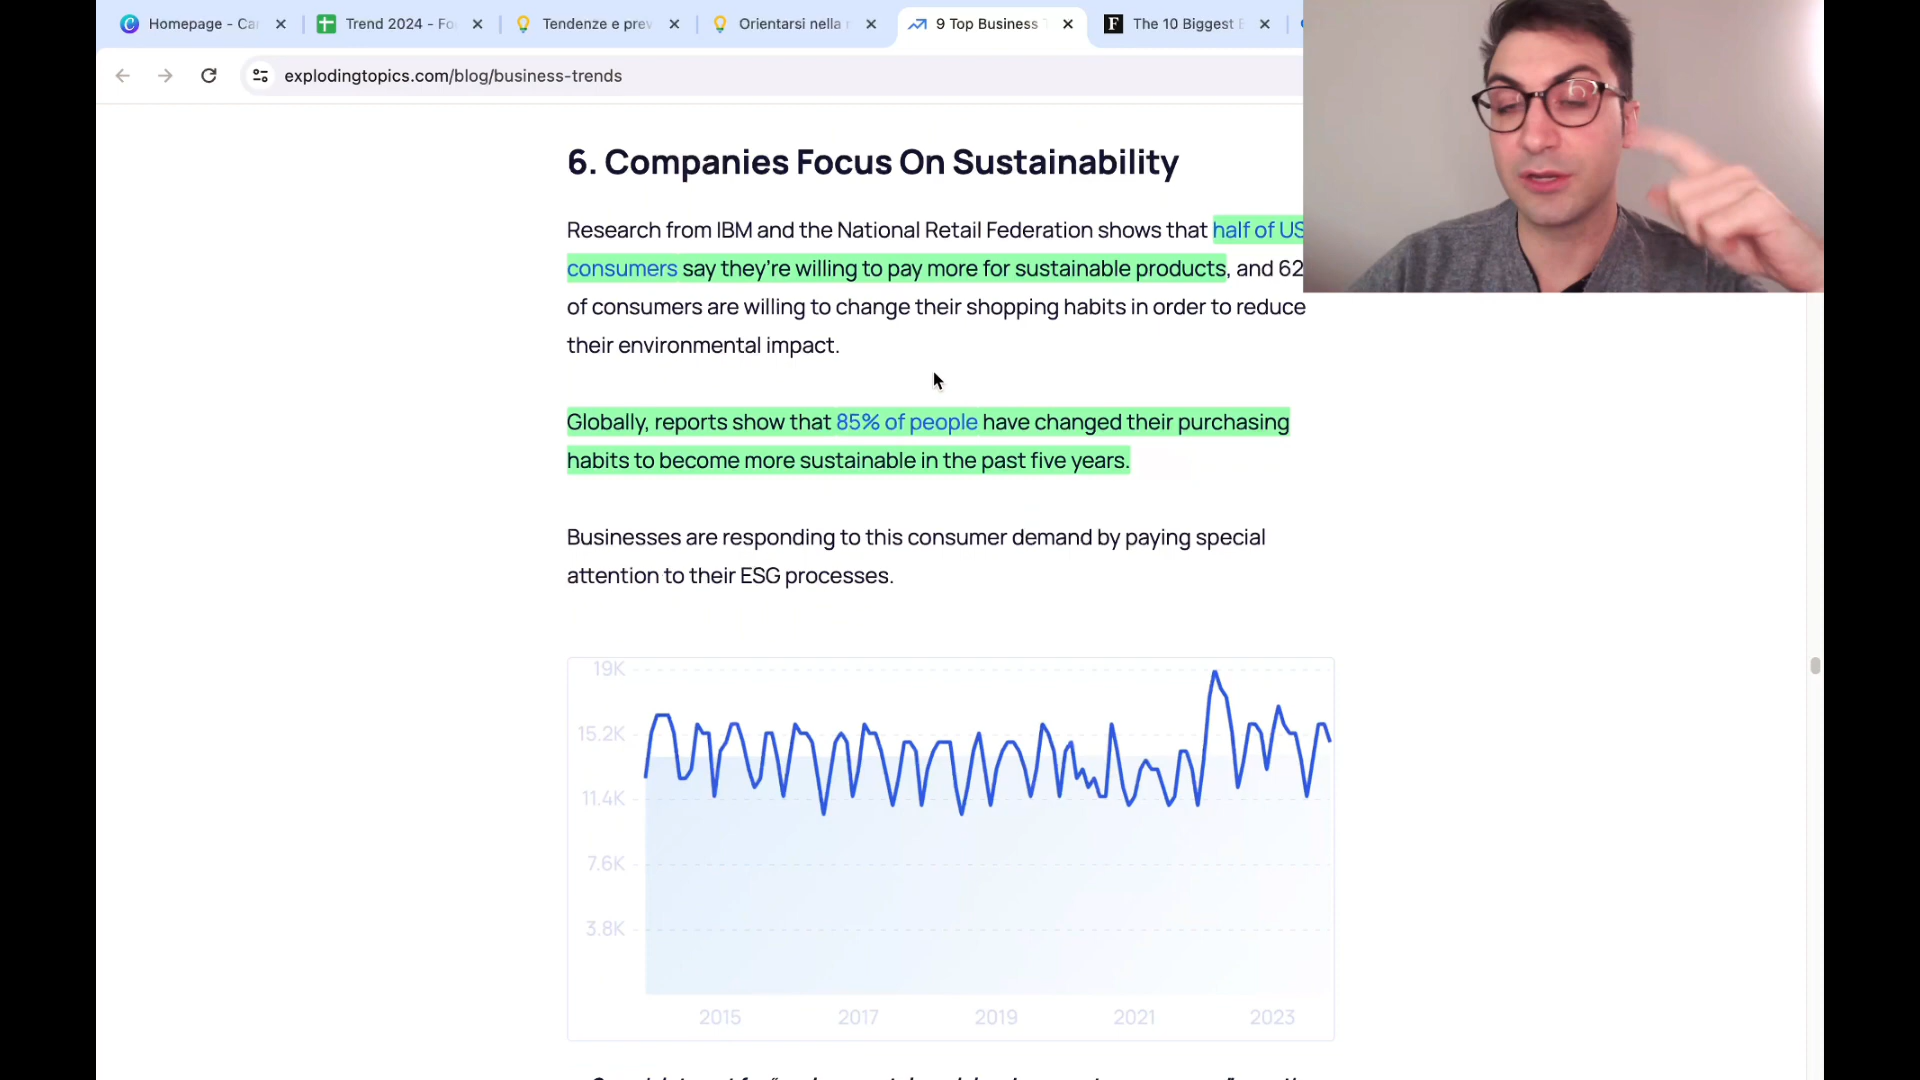 Homepage - Ca
Trend 2024 - Fo
Tendenze e prev
Orientarsi nella
9 Top Business
The 10 Biggest
explodingtopics.com/blog/business-trends
6. Companies Focus On Sustainability
Research from IBM and the National Retail Federation shows that half of US
consumers say they're willing to pay more for sustainable products, and 62
of consumers are willing to change their shopping habits in order to reduce
their environmental impact.
Globally, reports show that 85% of people have changed their purchasing
habits to become more sustainable in the past five years.
Businesses are responding to this consumer demand by paying special
attention to their ESG processes.
19K
15.2K
11.4K
7.6K
3.8K
2015 2017 2019 2021 2023